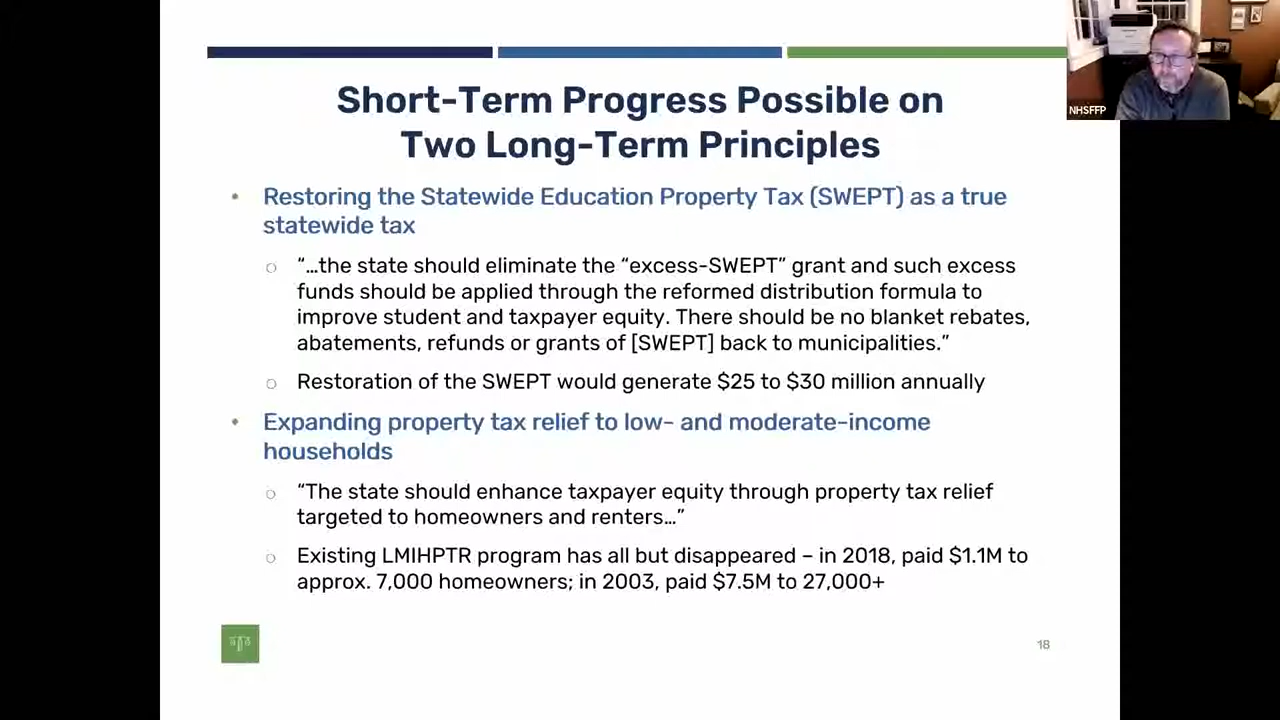 NHSFFP
Short-Term Progress Possible on
Two Long-Term Principles
• Restoring the Statewide Education Property Tax (SWEPT) as a true
statewide tax
○ “…the state should eliminate the “excess-SWEPT” grant and such excess
funds should be applied through the reformed distribution formula to
improve student and taxpayer equity. There should be no blanket rebates,
abatements, refunds or grants of [SWEPT] back to municipalities.”
○ Restoration of the SWEPT would generate $25 to $30 million annually
• Expanding property tax relief to low- and moderate-income
households
○ “The state should enhance taxpayer equity through property tax relief
targeted to homeowners and renters…”
○ Existing LMIHPTR program has all but disappeared – in 2018, paid $1.1M to
approx. 7,000 homeowners; in 2003, paid $7.5M to 27,000+
18